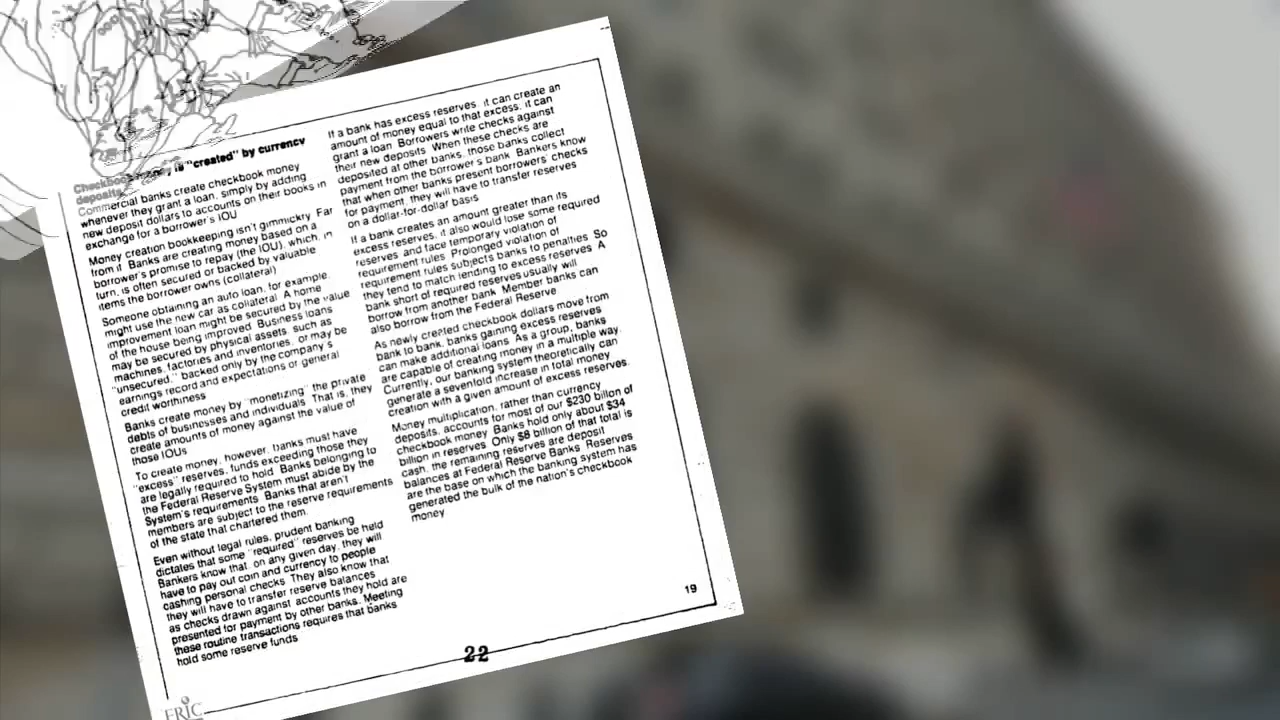 Checkbook money is "created" by currency
deposits
Commercial banks create checkbook money
whenever they grant a loan, simply by adding
new deposit dollars to accounts on their books in
exchange for a borrower's IOU
Money creation bookkeeping isn't gimmickry. Far
from it. Banks are creating money based on a
borrower's promise to repay (the IOU), which, in
turn, is often secured or backed by valuable
items the borrower owns (collateral)
Someone obtaining an auto loan, for example,
might use the new car as collateral. A home
improvement loan might be secured by the value
of the house being improved. Business loans
may be secured by physical assets, such as
machines, factories and inventories, or may be
"unsecured," backed only by the company's
earnings record and expectations or general
credit worthiness
Banks create money by "monetizing" the private
debts of businesses and individuals. That is, they
create amounts of money against the value of
those IOUs
To create money, however, banks must have
"excess" reserves, funds exceeding those they
are legally required to hold. Banks belonging to
the Federal Reserve System must abide by the
System's requirements. Banks that aren't
members are subject to the reserve requirements
of the state that chartered them.
Even without legal rules, prudent banking
dictates that some "required" reserves be held
Bankers know that, on any given day, they will
have to pay out coin and currency to people
cashing personal checks. They also know that
they will have to transfer reserve balances
as checks drawn against accounts they hold are
presented for payment by other banks. Meeting
these routine transactions requires that banks
hold some reserve funds
If a bank has excess reserves, it can create an
amount of money equal to that excess; it can
grant a loan. Borrowers write checks against
their new deposits. When these checks are
deposited at other banks, those banks collect
payment from the borrower's bank. Bankers know
that when other banks present borrowers' checks
for payment, they will have to transfer reserves
on a dollar-for-dollar basis
If a bank creates an amount greater than its
excess reserves, it also would lose some required
reserves, and face temporary violation of
requirement rules. Prolonged violation of
requirement rules subjects banks to penalties. So
they tend to match lending to excess reserves. A
bank short of required reserves usually will
borrow from another bank. Member banks can
also borrow from the Federal Reserve
As newly created checkbook dollars move from
bank to bank, banks gaining excess reserves
can make additional loans. As a group, banks
are capable of creating money in a multiple way.
Currently, our banking system theoretically can
generate a sevenfold increase in total money
creation with a given amount of excess reserves.
Money multiplication, rather than currency
deposits, accounts for most of our $230 billion of
checkbook money. Banks hold only about $34
billion in reserves. Only $8 billion of that total is
cash, the remaining reserves are deposit
balances at Federal Reserve Banks. Reserves
are the base on which the banking system has
generated the bulk of the nation's checkbook
money
19
22
ERIC